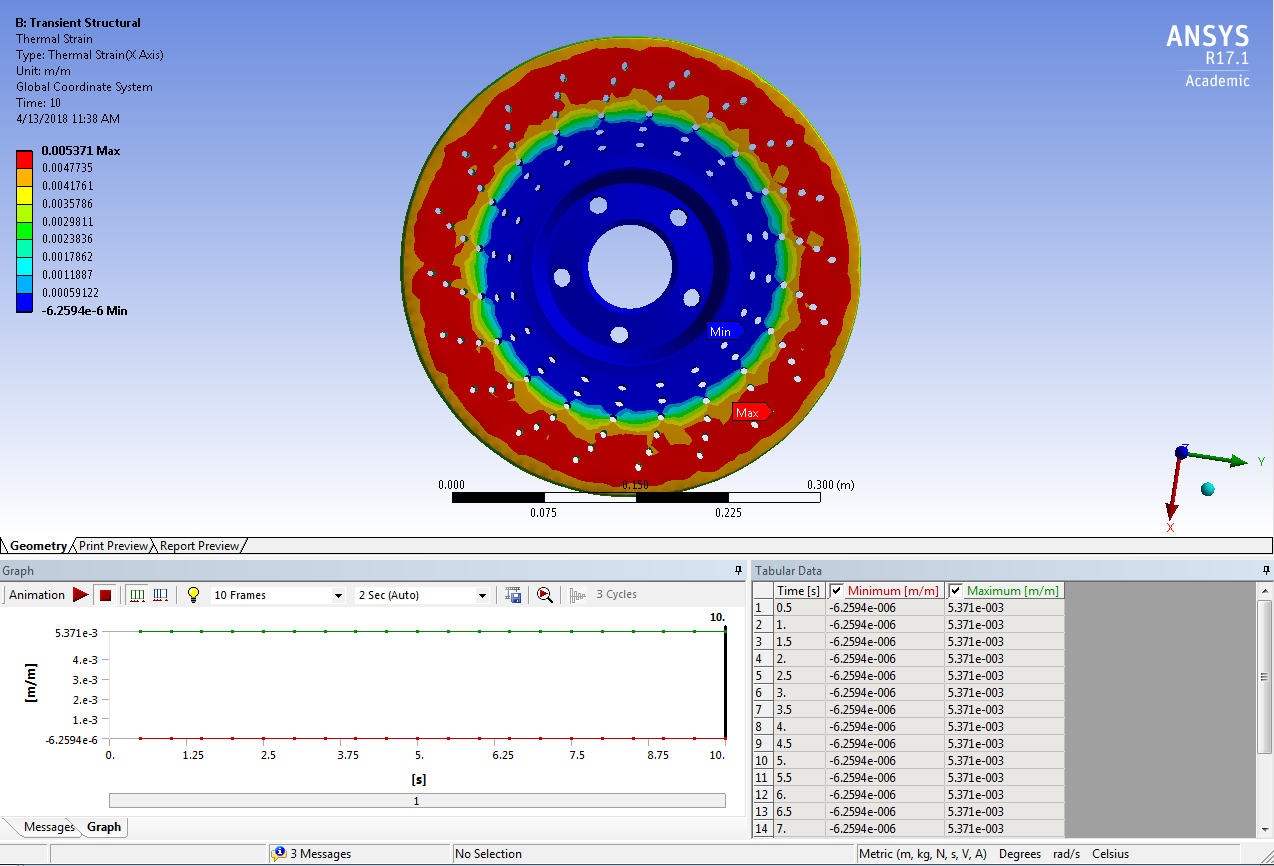 B: Transient Structural
Thermal Strain
Type: Thermal Strain(X Axis)
Unit: m/m
Global Coordinate System
Time: 10
4/13/2018 11:38 AM
ANSYS
R17.1
Academic
0.005371 Max
0.0047735
0.0041761
0.0035786
0.0029811
0.0023836
0.0017862
0.0011887
0.00059122
-6.2594e-6 Min
Min
Max
0.000
0.150
0.300 (m)
0.075
0.225
Z
Y
X
Geometry Print Preview Report Preview
Graph
Animation 10 Frames 2 Sec (Auto) 3 Cycles
10.
5.371e-3
4.e-3
3.e-3
2.e-3
1.e-3
-6.2594e-6
[m/m]
0. 1.25 2.5 3.75 5. 6.25 7.5 8.75 10.
[s]
1
Messages Graph
Tabular Data
Time [s] Minimum [m/m] Maximum [m/m]
1 0.5 -6.2594e-006 5.371e-003
2 1. -6.2594e-006 5.371e-003
3 1.5 -6.2594e-006 5.371e-003
4 2. -6.2594e-006 5.371e-003
5 2.5 -6.2594e-006 5.371e-003
6 3. -6.2594e-006 5.371e-003
7 3.5 -6.2594e-006 5.371e-003
8 4. -6.2594e-006 5.371e-003
9 4.5 -6.2594e-006 5.371e-003
10 5. -6.2594e-006 5.371e-003
11 5.5 -6.2594e-006 5.371e-003
12 6. -6.2594e-006 5.371e-003
13 6.5 -6.2594e-006 5.371e-003
14 7. -6.2594e-006 5.371e-003
3 Messages No Selection Metric (m, kg, N, s, V, A) Degrees rad/s Celsius